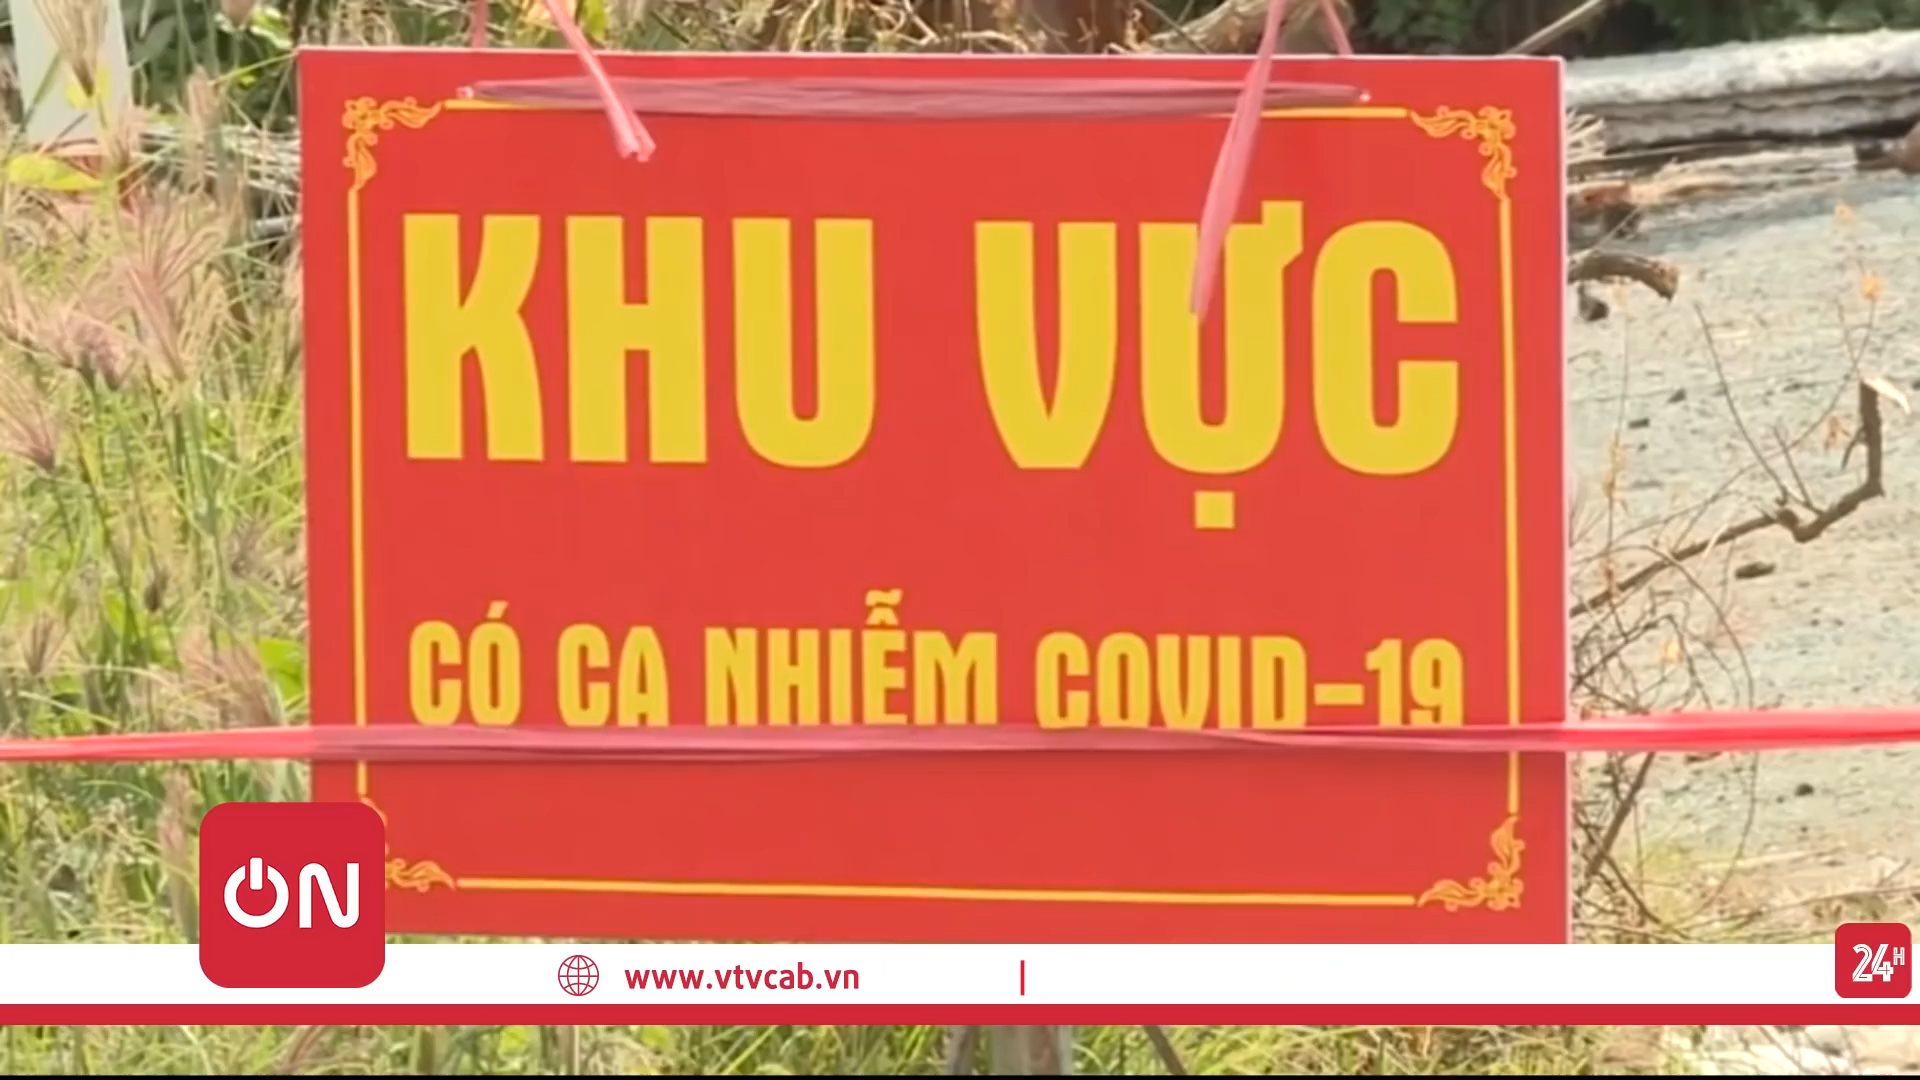 KHU VỰC
CÓ CA NHIỄM COVID-19
ON
www.vtvcab.vn
24H